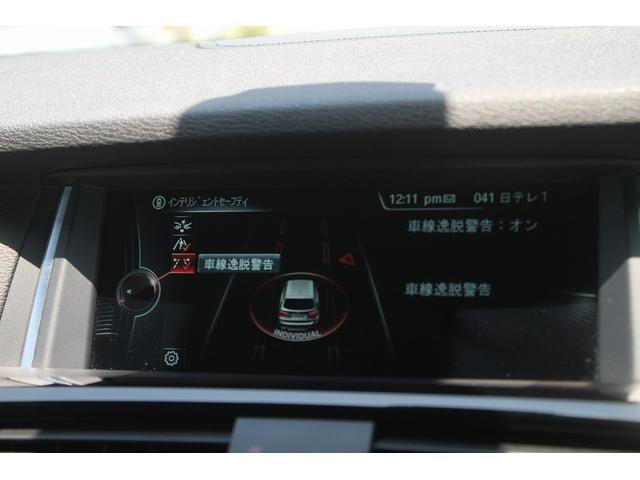 インテリジェントセーフティ
12:11 pm 041 日テレ1
車線逸脱警告：オン
車線逸脱警告
車線逸脱警告
INDIVIDUAL